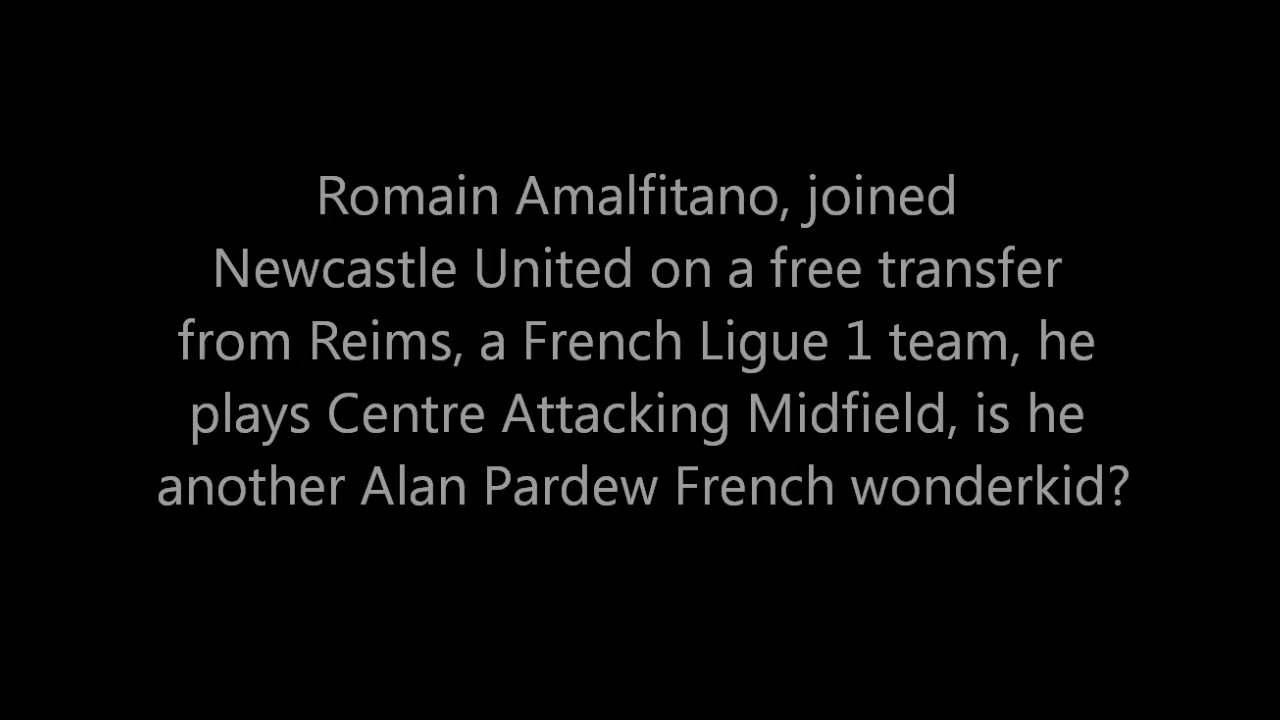 Romain Amalfitano, joined
Newcastle United on a free transfer
from Reims, a French Ligue 1 team, he
plays Centre Attacking Midfield, is he
another Alan Pardew French wonderkid?